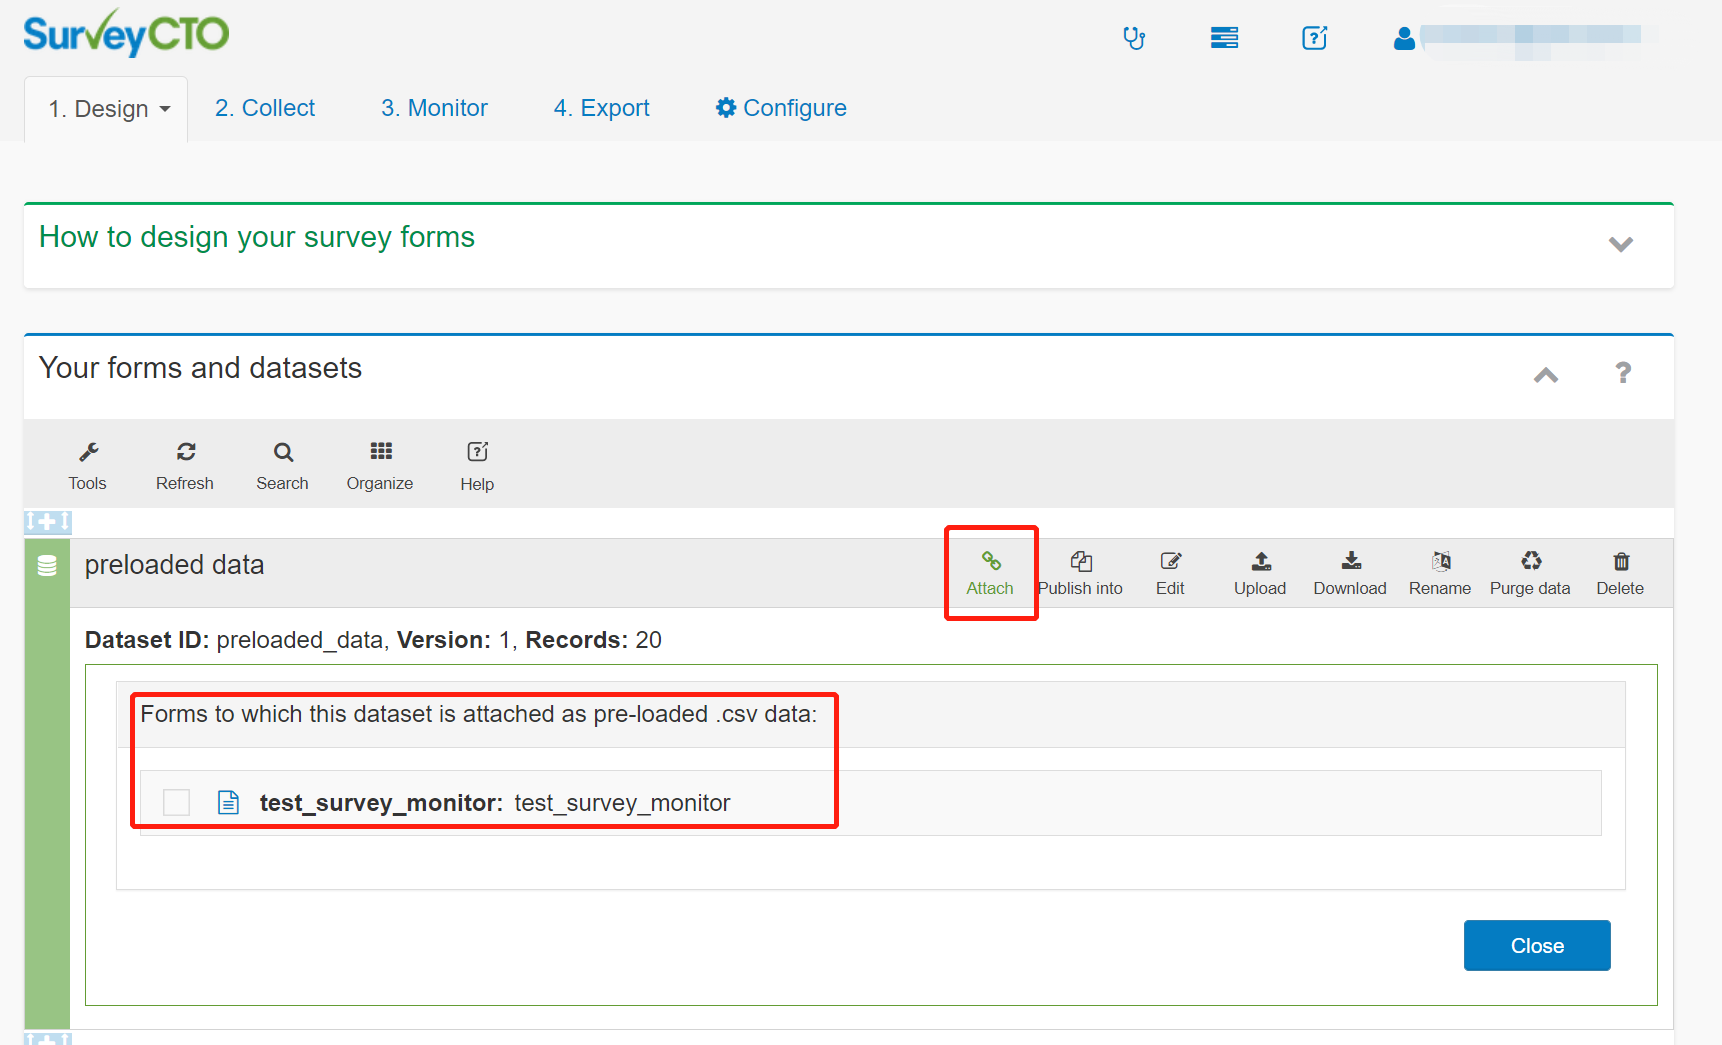 SurveyCTO
1. Design
2. Collect
3. Monitor
4. Export
Configure
How to design your survey forms
Your forms and datasets
?
Tools
Refresh
Search
Organize
Help
preloaded data
Attach
Publish into
Edit
Upload
Download
Rename
Purge data
Delete
Dataset ID: preloaded_data, Version: 1, Records: 20
Forms to which this dataset is attached as pre-loaded .csv data:
test_survey_monitor: test_survey_monitor
Close